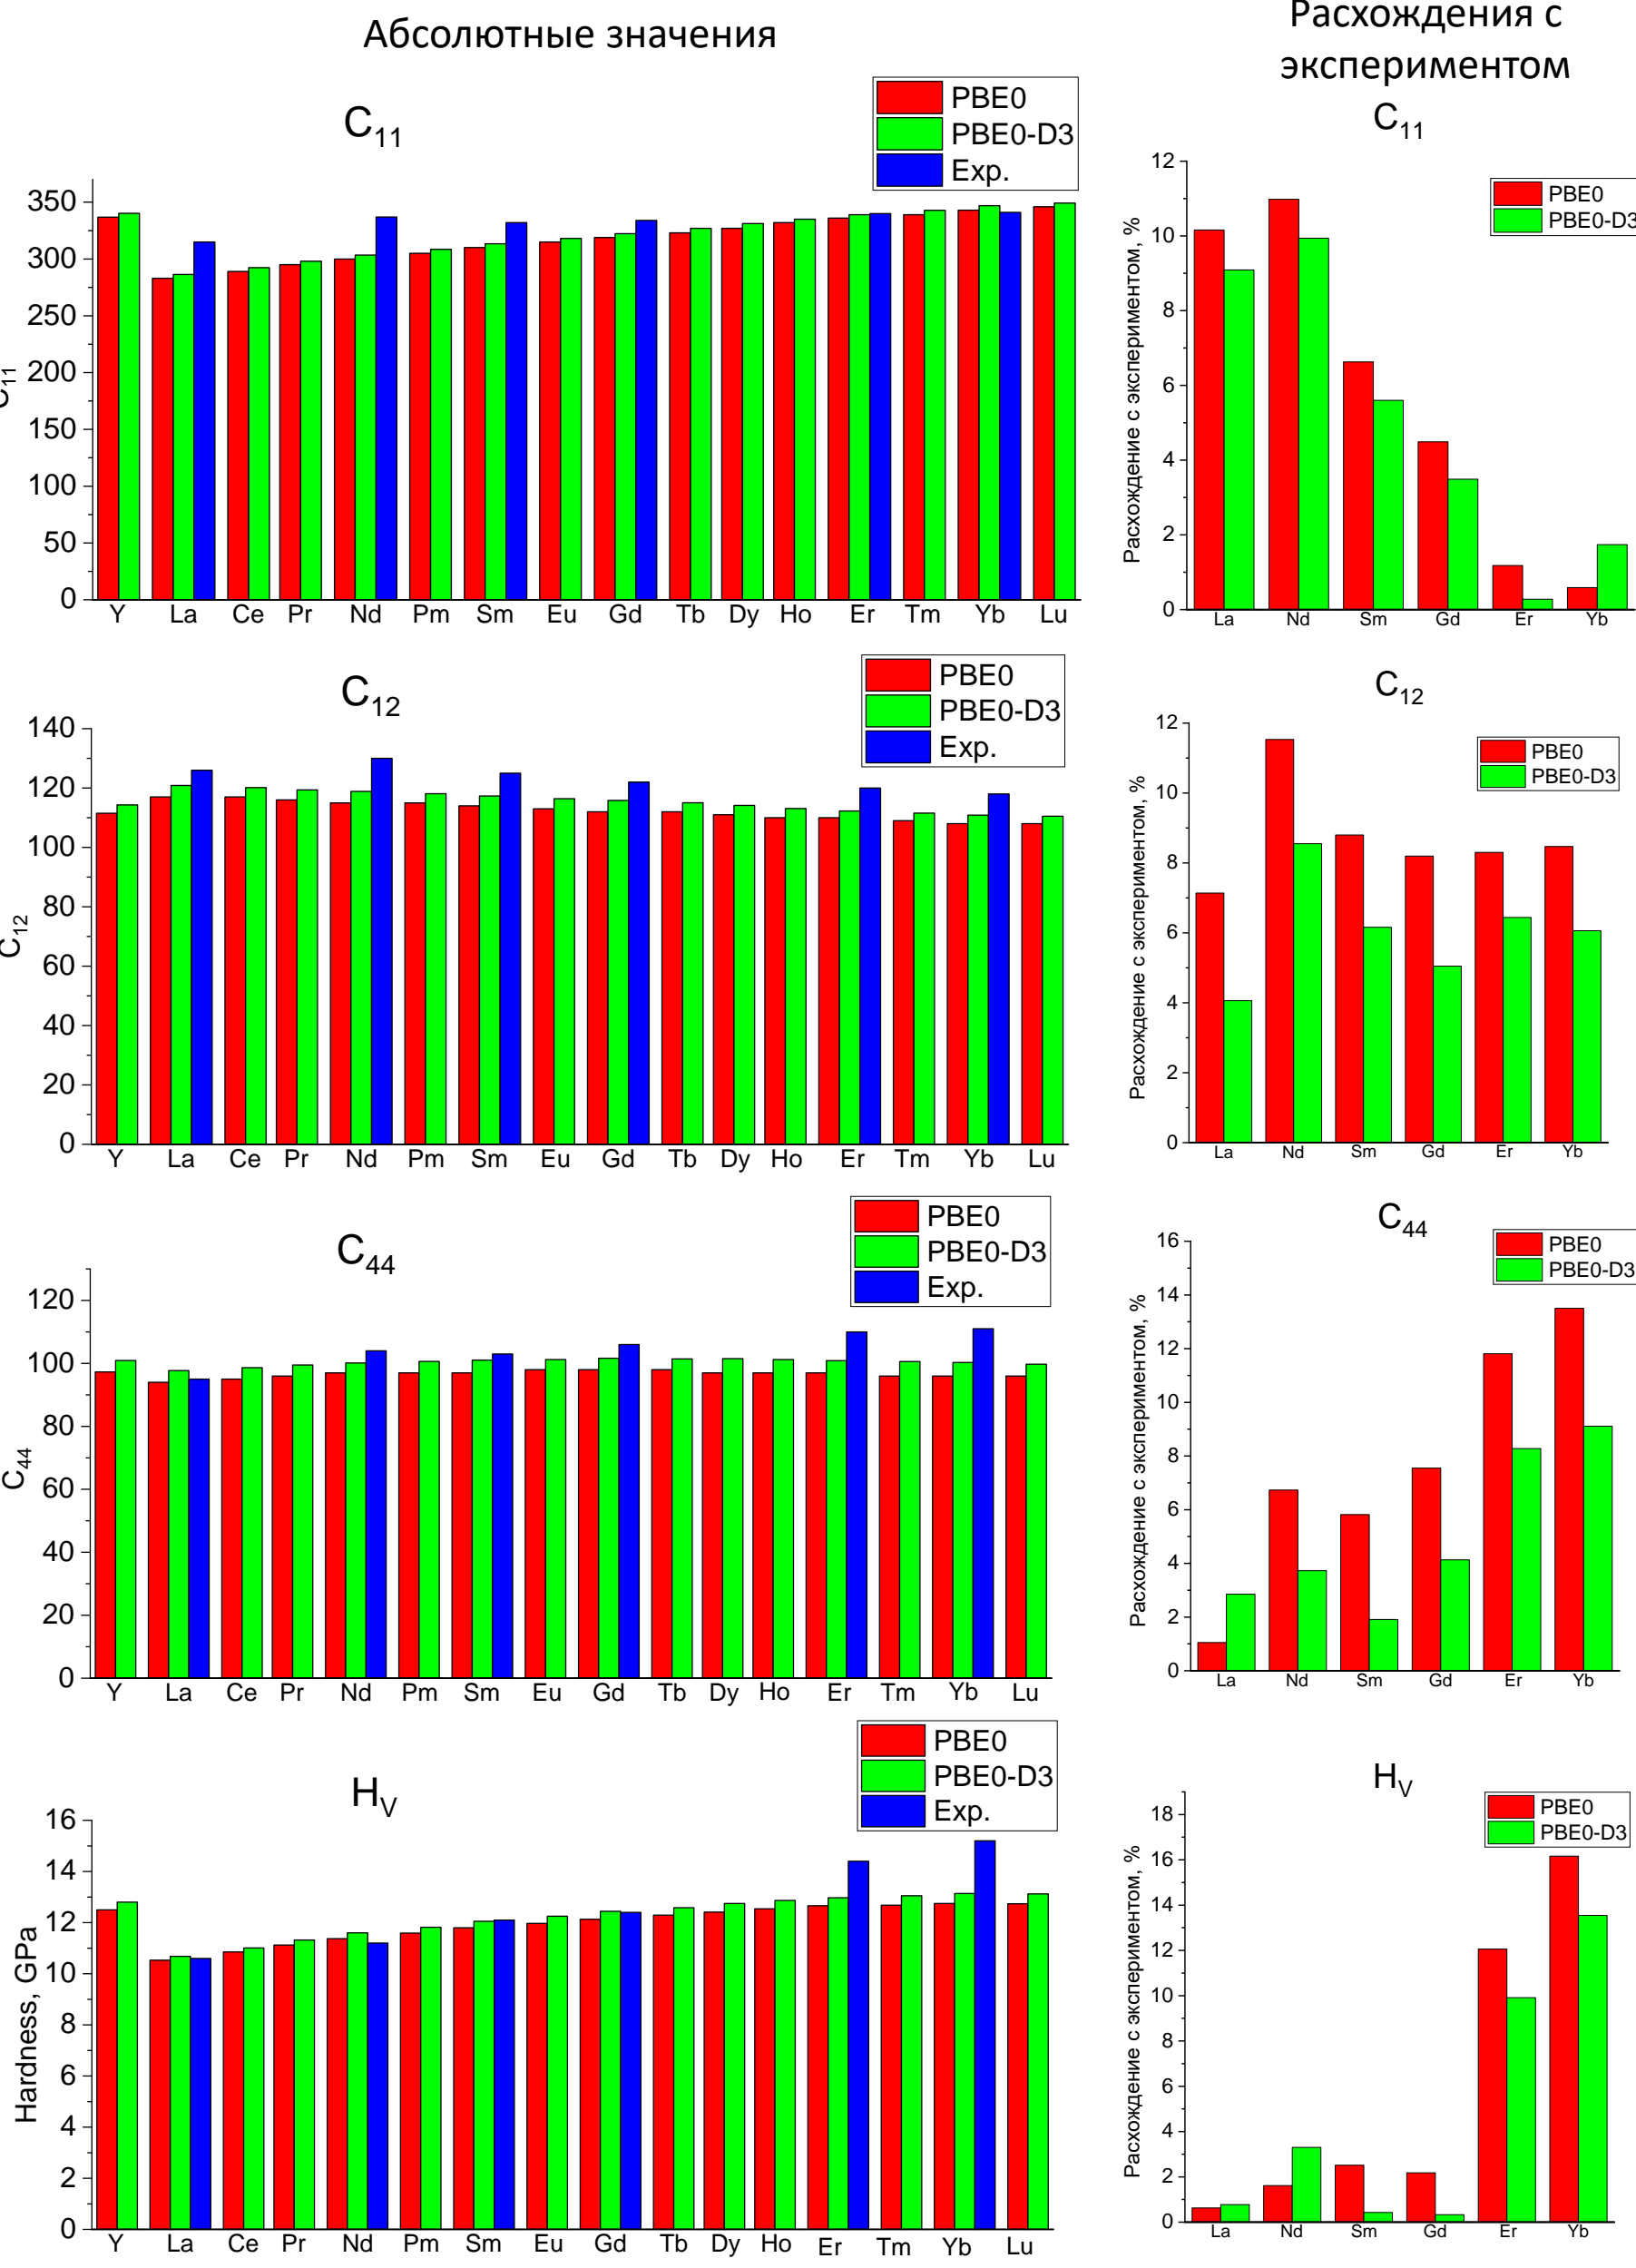 Абсолютные значения
Расхождения с
экспериментом
C11
PBE0
PBE0-D3
Exp.
C11
350
300
250
200
150
100
50
0
Y La Ce Pr Nd Pm Sm Eu Gd Tb Dy Ho Er Tm Yb Lu
C11
PBE0
PBE0-D3
Расхождение с экспериментом, %
12
10
8
6
4
2
0
La Nd Sm Gd Er Yb
C12
PBE0
PBE0-D3
Exp.
C12
140
120
100
80
60
40
20
0
Y La Ce Pr Nd Pm Sm Eu Gd Tb Dy Ho Er Tm Yb Lu
C12
PBE0
PBE0-D3
Расхождение с экспериментом, %
12
10
8
6
4
2
0
La Nd Sm Gd Er Yb
C44
PBE0
PBE0-D3
Exp.
C44
120
100
80
60
40
20
0
Y La Ce Pr Nd Pm Sm Eu Gd Tb Dy Ho Er Tm Yb Lu
C44
PBE0
PBE0-D3
Расхождение с экспериментом, %
16
14
12
10
8
6
4
2
0
La Nd Sm Gd Er Yb
HV
PBE0
PBE0-D3
Exp.
Hardness, GPa
16
14
12
10
8
6
4
2
0
Y La Ce Pr Nd Pm Sm Eu Gd Tb Dy Ho Er Tm Yb Lu
HV
PBE0
PBE0-D3
Расхождение с экспериментом, %
18
16
14
12
10
8
6
4
2
0
La Nd Sm Gd Er Yb